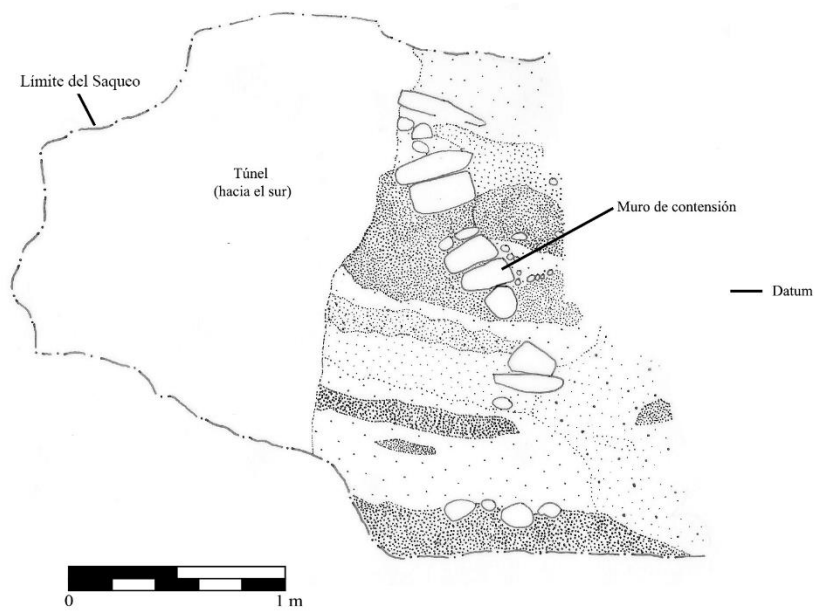 Límite del Saqueo
Túnel
(hacia el sur)
Muro de contensión
Datum
0
1 m